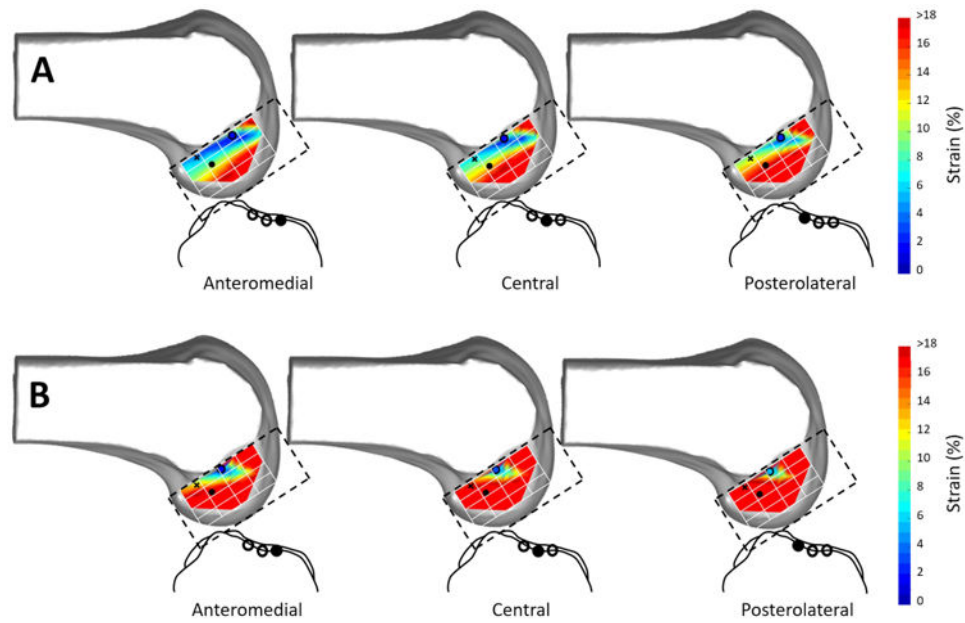 A
>18
16
14
12
10
8
6
4
2
0
Strain (%)
Anteromedial
Central
Posterolateral
B
>18
16
14
12
10
8
6
4
2
0
Strain (%)
Anteromedial
Central
Posterolateral